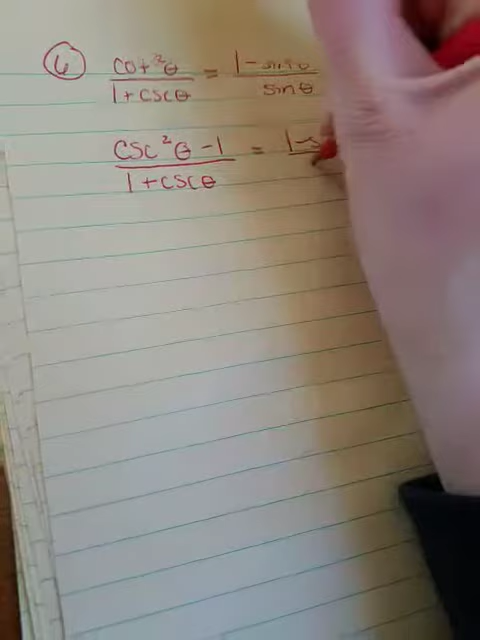 6 cot²θ / 1+cscθ = 1-sinθ / sinθ
csc²θ-1 / 1+cscθ = 1-s